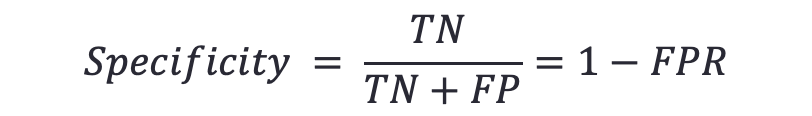 Specificity = TN / (TN + FP) = 1 − FPR